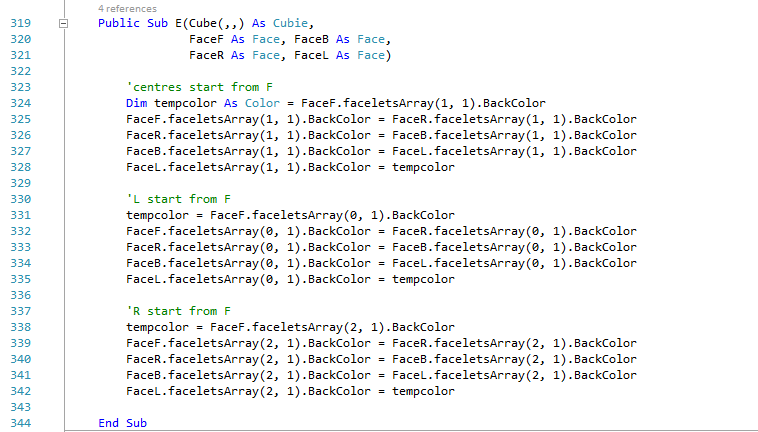 4 references
319 Public Sub E(Cube(,,) As Cubie,
320 FaceF As Face, FaceB As Face,
321 FaceR As Face, FaceL As Face)
322
323 'centres start from F
324 Dim tempcolor As Color = FaceF.faceletsArray(1, 1).BackColor
325 FaceF.faceletsArray(1, 1).BackColor = FaceR.faceletsArray(1, 1).BackColor
326 FaceR.faceletsArray(1, 1).BackColor = FaceB.faceletsArray(1, 1).BackColor
327 FaceB.faceletsArray(1, 1).BackColor = FaceL.faceletsArray(1, 1).BackColor
328 FaceL.faceletsArray(1, 1).BackColor = tempcolor
329
330 'L start from F
331 tempcolor = FaceF.faceletsArray(0, 1).BackColor
332 FaceF.faceletsArray(0, 1).BackColor = FaceR.faceletsArray(0, 1).BackColor
333 FaceR.faceletsArray(0, 1).BackColor = FaceB.faceletsArray(0, 1).BackColor
334 FaceB.faceletsArray(0, 1).BackColor = FaceL.faceletsArray(0, 1).BackColor
335 FaceL.faceletsArray(0, 1).BackColor = tempcolor
336
337 'R start from F
338 tempcolor = FaceF.faceletsArray(2, 1).BackColor
339 FaceF.faceletsArray(2, 1).BackColor = FaceR.faceletsArray(2, 1).BackColor
340 FaceR.faceletsArray(2, 1).BackColor = FaceB.faceletsArray(2, 1).BackColor
341 FaceB.faceletsArray(2, 1).BackColor = FaceL.faceletsArray(2, 1).BackColor
342 FaceL.faceletsArray(2, 1).BackColor = tempcolor
343
344 End Sub